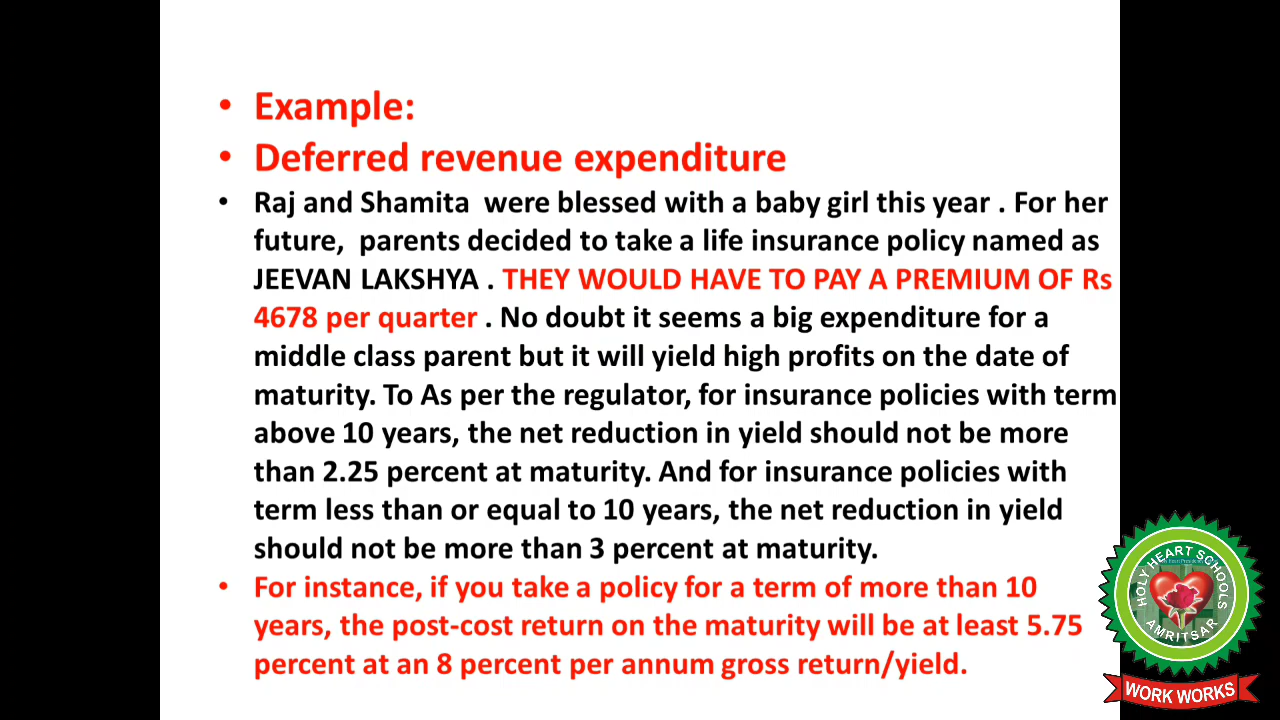 • Example:
• Deferred revenue expenditure
• Raj and Shamita were blessed with a baby girl this year . For her
future, parents decided to take a life insurance policy named as
JEEVAN LAKSHYA . THEY WOULD HAVE TO PAY A PREMIUM OF Rs
4678 per quarter . No doubt it seems a big expenditure for a
middle class parent but it will yield high profits on the date of
maturity. To As per the regulator, for insurance policies with term
above 10 years, the net reduction in yield should not be more
than 2.25 percent at maturity. And for insurance policies with
term less than or equal to 10 years, the net reduction in yield
should not be more than 3 percent at maturity.
• For instance, if you take a policy for a term of more than 10
years, the post-cost return on the maturity will be at least 5.75
percent at an 8 percent per annum gross return/yield.
HOLY HEART SCHOOLS
AMRITSAR
WORK WORKS